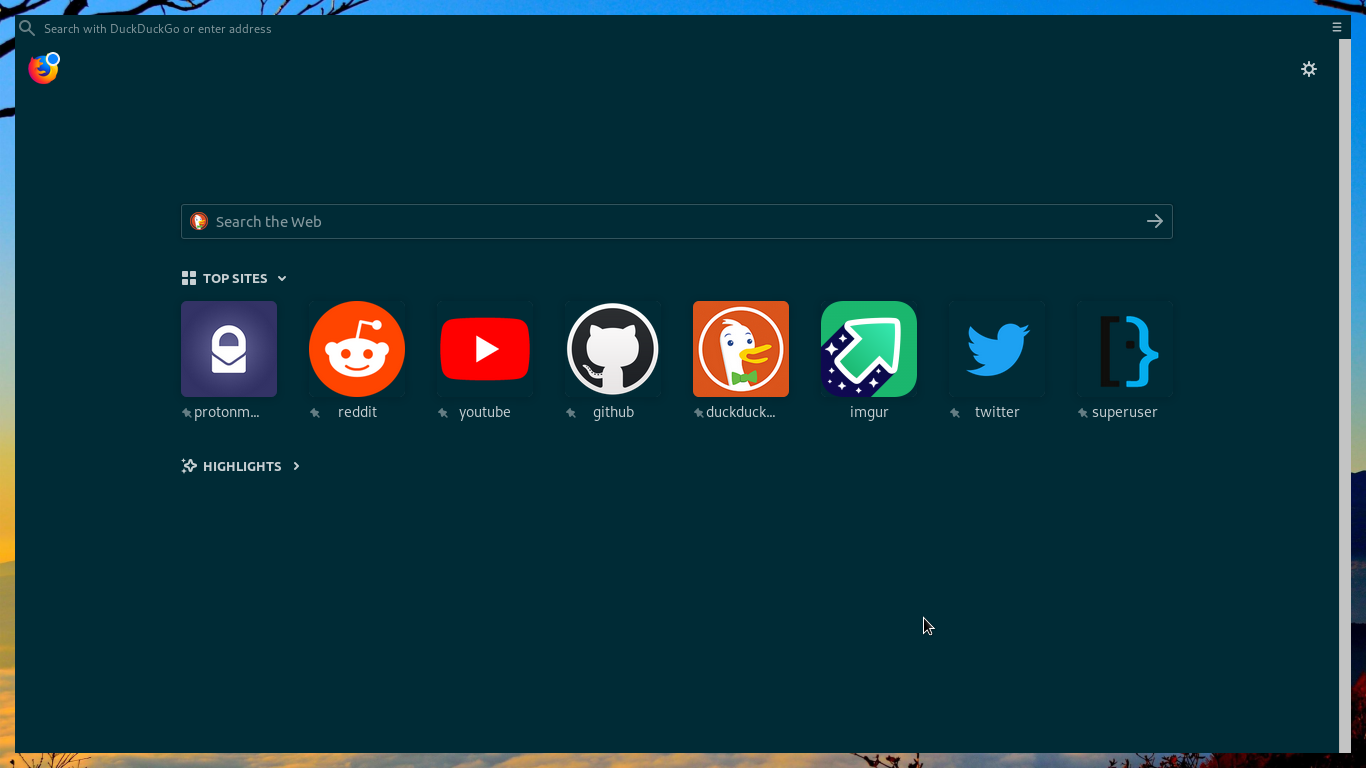 Search with DuckDuckGo or enter address
Search the Web
TOP SITES
protonm...
reddit
youtube
github
duckduck...
imgur
twitter
superuser
HIGHLIGHTS